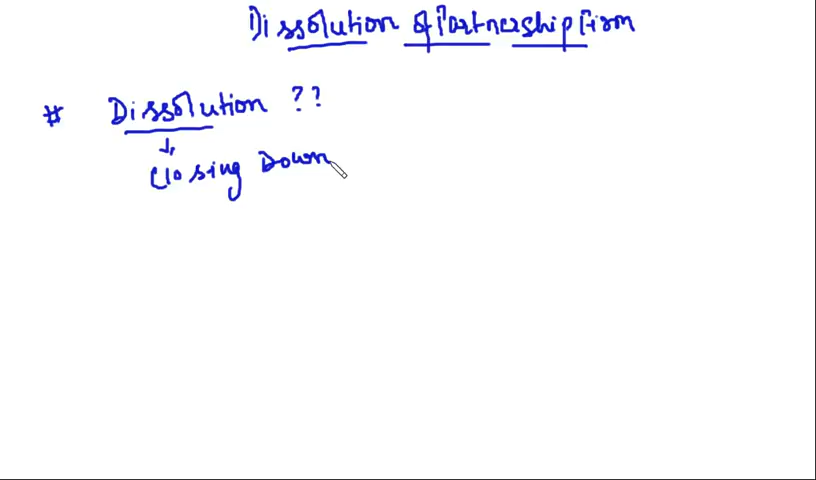 Dissolution of Partnership Firm
# Dissolution ??
↓
Closing Down